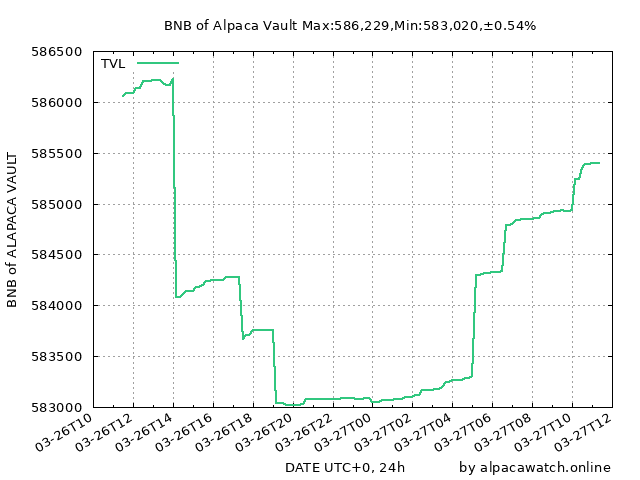 BNB of Alpaca Vault Max:586,229,Min:583,020,±0.54%
TVL
586500
586000
585500
585000
584500
584000
583500
583000
BNB of ALAPACA VAULT
03-26T10
03-26T12
03-26T14
03-26T16
03-26T18
03-26T20
03-26T22
03-27T00
03-27T02
03-27T04
03-27T06
03-27T08
03-27T10
03-27T12
DATE UTC+0, 24h
by alpacawatch.online